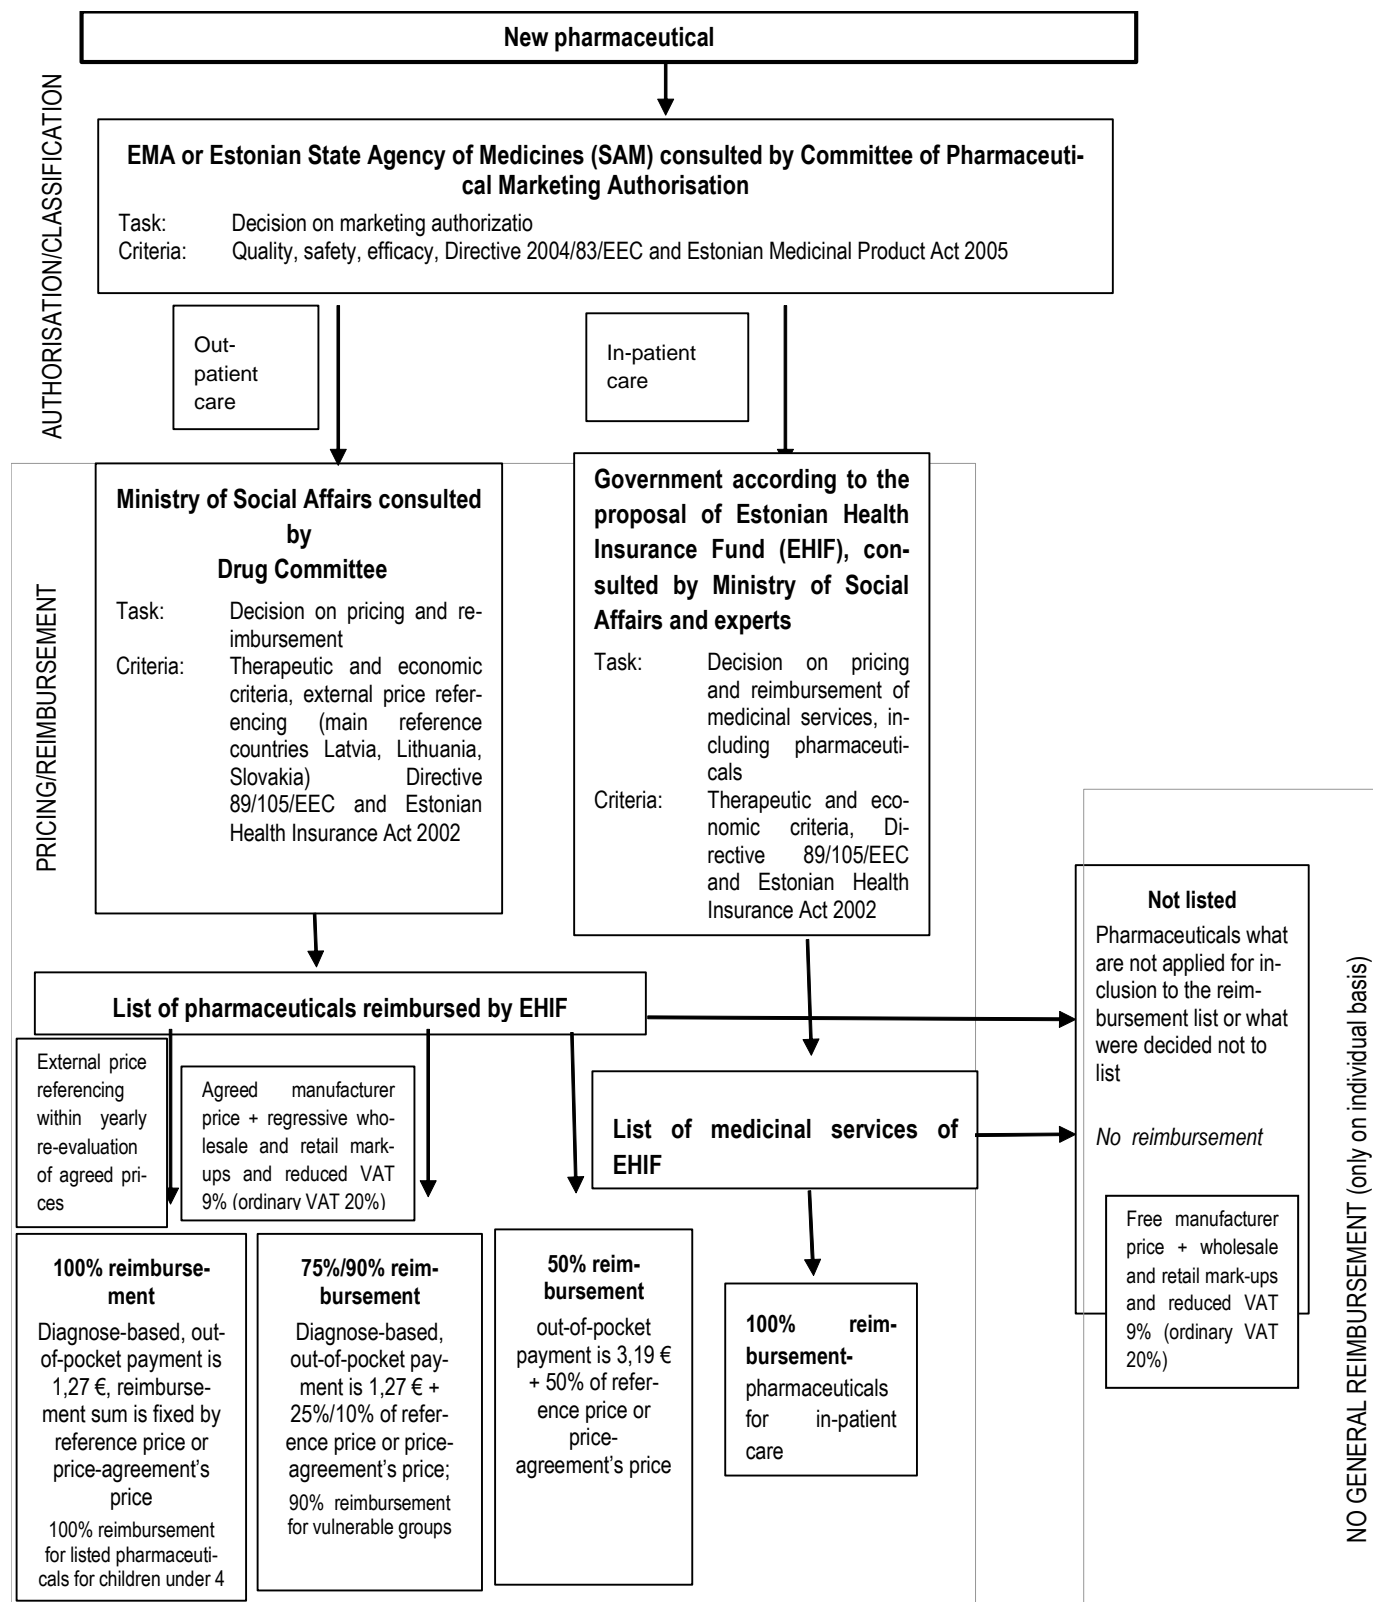 New pharmaceutical
AUTHORISATION/CLASSIFICATION
EMA or Estonian State Agency of Medicines (SAM) consulted by Committee of Pharmaceuti-
cal Marketing Authorisation
Task: Decision on marketing authorizatio
Criteria: Quality, safety, efficacy, Directive 2004/83/EEC and Estonian Medicinal Product Act 2005
Out-
patient
care
In-patient
care
PRICING/REIMBURSEMENT
Ministry of Social Affairs consulted
by
Drug Committee
Task: Decision on pricing and re-
imbursement
Criteria: Therapeutic and economic
criteria, external price refer-
encing (main reference
countries Latvia, Lithuania,
Slovakia) Directive
89/105/EEC and Estonian
Health Insurance Act 2002
Government according to the
proposal of Estonian Health
Insurance Fund (EHIF), con-
sulted by Ministry of Social
Affairs and experts
Task: Decision on pricing
and reimbursement of
medicinal services, in-
cluding pharmaceuti-
cals
Criteria: Therapeutic and eco-
nomic criteria, Di-
rective 89/105/EEC
and Estonian Health
Insurance Act 2002
List of pharmaceuticals reimbursed by EHIF
External price
referencing
within yearly
re-evaluation
of agreed pri-
ces
Agreed manufacturer
price + regressive who-
lesale and retail mark-
ups and reduced VAT
9% (ordinary VAT 20%)
List of medicinal services of
EHIF
100% reimburse-
ment
Diagnose-based, out-
of-pocket payment is
1,27 €, reimburse-
ment sum is fixed by
reference price or
price-agreement's
price
100% reimbursement
for listed pharmaceuti-
cals for children under 4
75%/90% reim-
bursement
Diagnose-based,
out-of-pocket pay-
ment is 1,27 € +
25%/10% of refer-
ence price or price-
agreement's price;
90% reimbursement
for vulnerable groups
50% reim-
bursement
out-of-pocket
payment is 3,19 €
+ 50% of refer-
ence price or
price-
agreement's price
100% reim-
bursement-
pharmaceuticals
for in-patient
care
Not listed
Pharmaceuticals what
are not applied for in-
clusion to the reim-
bursement list or what
were decided not to
list
No reimbursement
Free manufacturer
price + wholesale
and retail mark-ups
and reduced VAT
9% (ordinary VAT
20%)
NO GENERAL REIMBURSEMENT (only on individual basis)